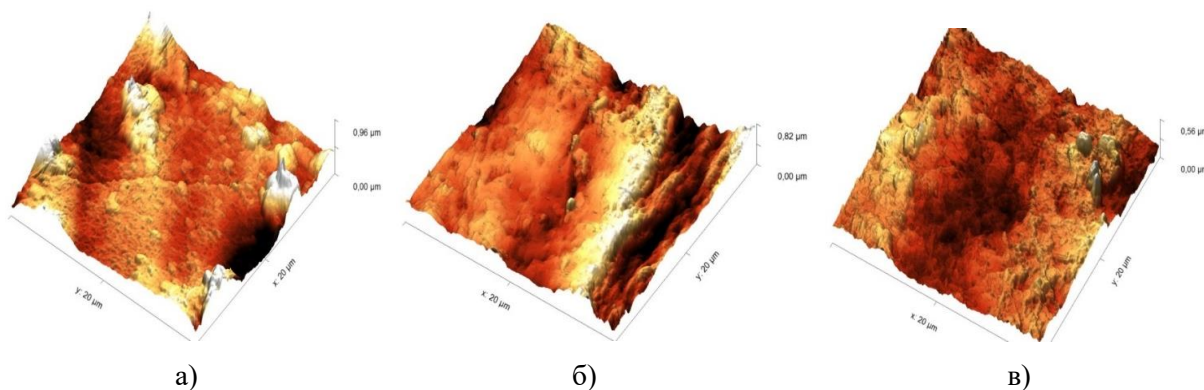 0,96 µm
0,00 µm
y: 20 µm
x: 20 µm
а)
0,82 µm
0,00 µm
x: 20 µm
y: 20 µm
б)
0,56 µm
0,00 µm
x: 20 µm
y: 20 µm
в)